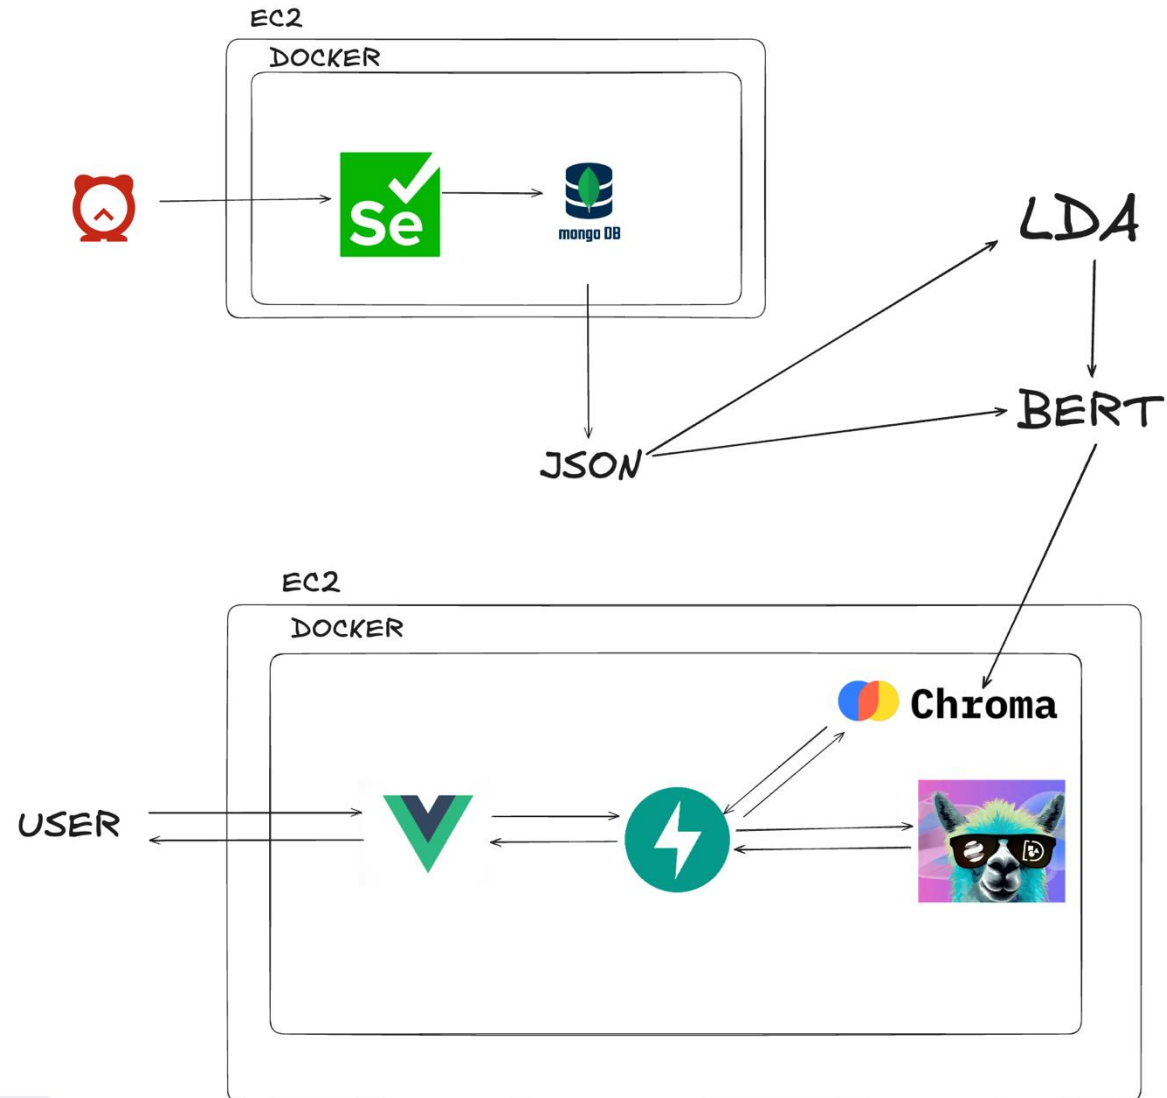 EC2
DOCKER
Se
mongo DB
LDA
BERT
JSON
EC2
DOCKER
Chroma
USER